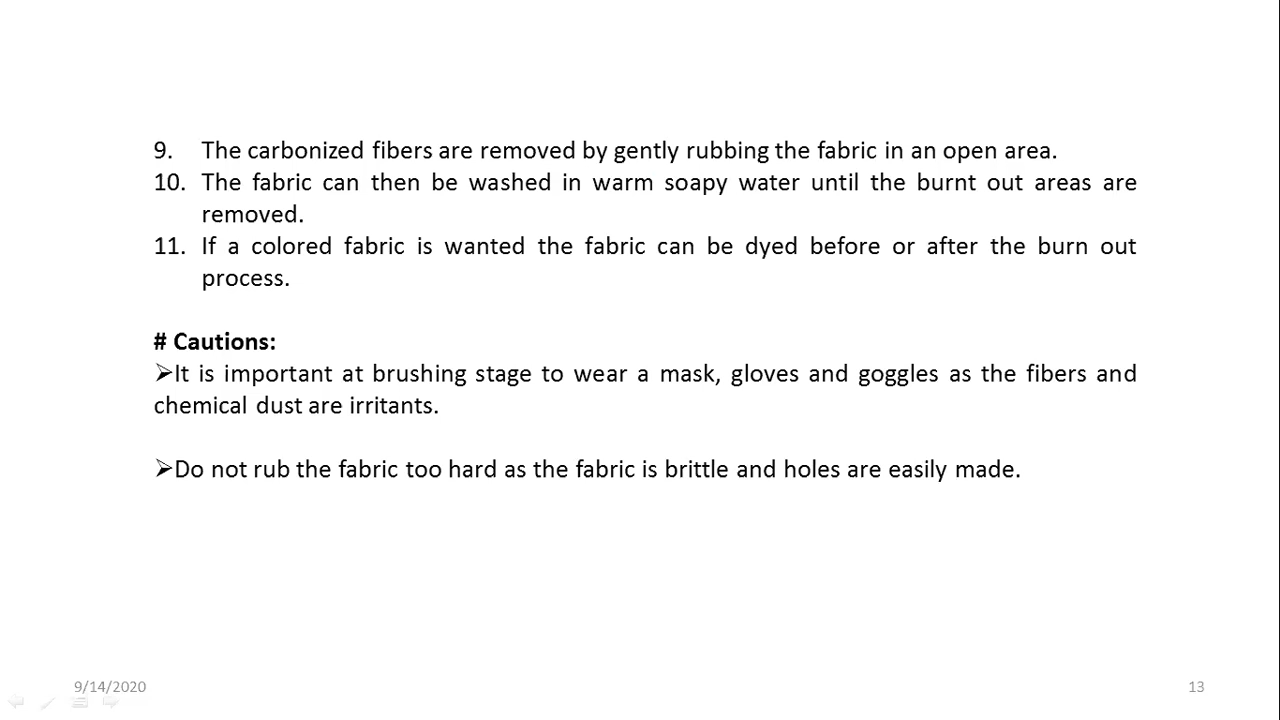 9. The carbonized fibers are removed by gently rubbing the fabric in an open area.
10. The fabric can then be washed in warm soapy water until the burnt out areas are
removed.
11. If a colored fabric is wanted the fabric can be dyed before or after the burn out
process.
# Cautions:
➢It is important at brushing stage to wear a mask, gloves and goggles as the fibers and
chemical dust are irritants.
➢Do not rub the fabric too hard as the fabric is brittle and holes are easily made.
9/14/2020
13